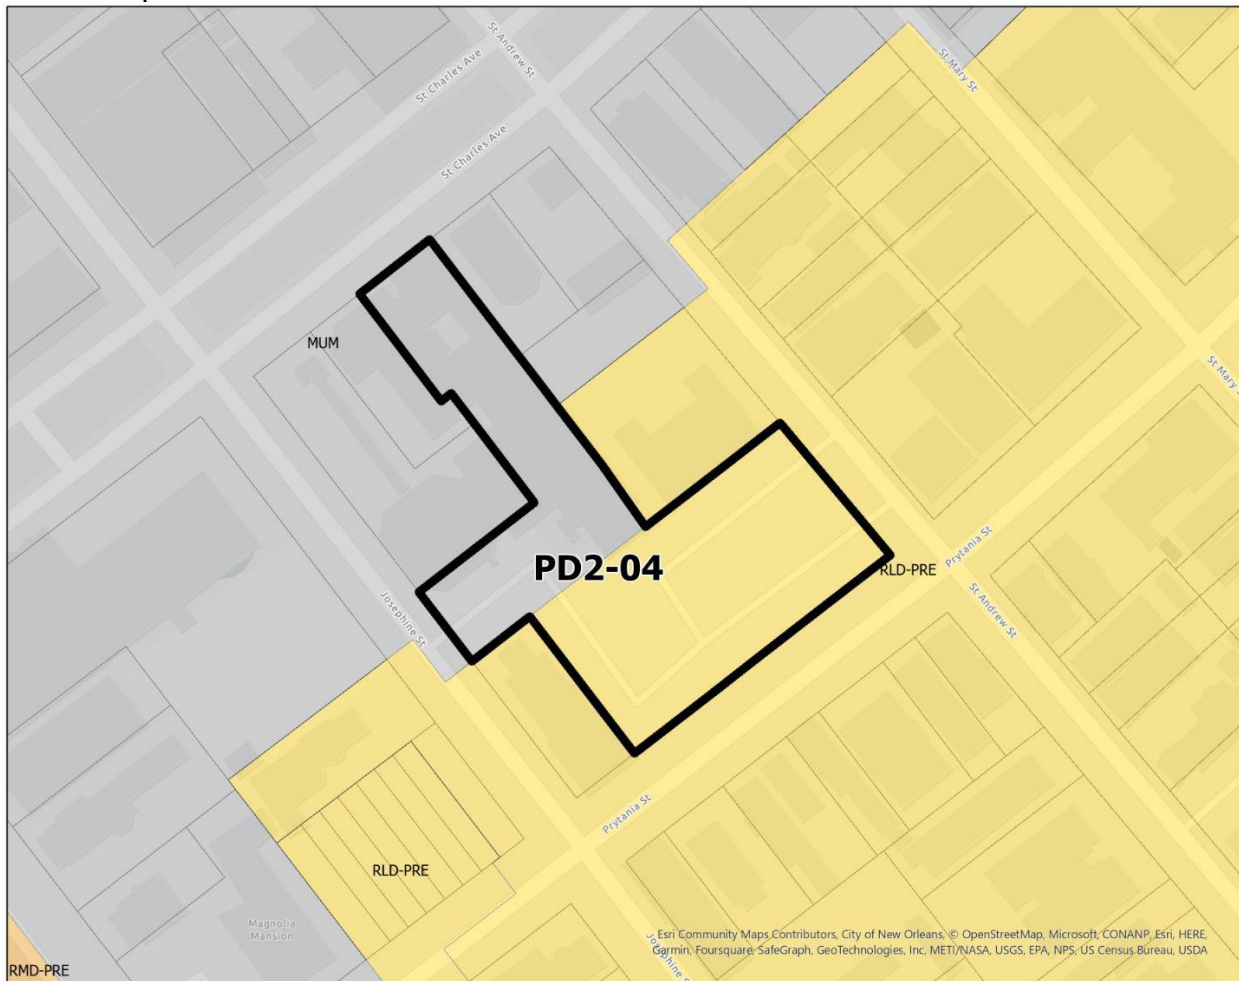 St Andrew St
St Charles Ave
St Mary St
St Charles Ave
MUM
St Mary
PD2-04
Prytania St
RLD-PRE
St Andrew St
Josephine St
Prytania St
RLD-PRE
Magnolia
Mansion
Esri Community Maps Contributors, City of New Orleans, © OpenStreetMap, Microsoft, CONANP, Esri, HERE,
Garmin, Foursquare, SafeGraph, GeoTechnologies, Inc, METI/NASA, USGS, EPA, NPS, US Census Bureau, USDA
Josephine S
RMD-PRE